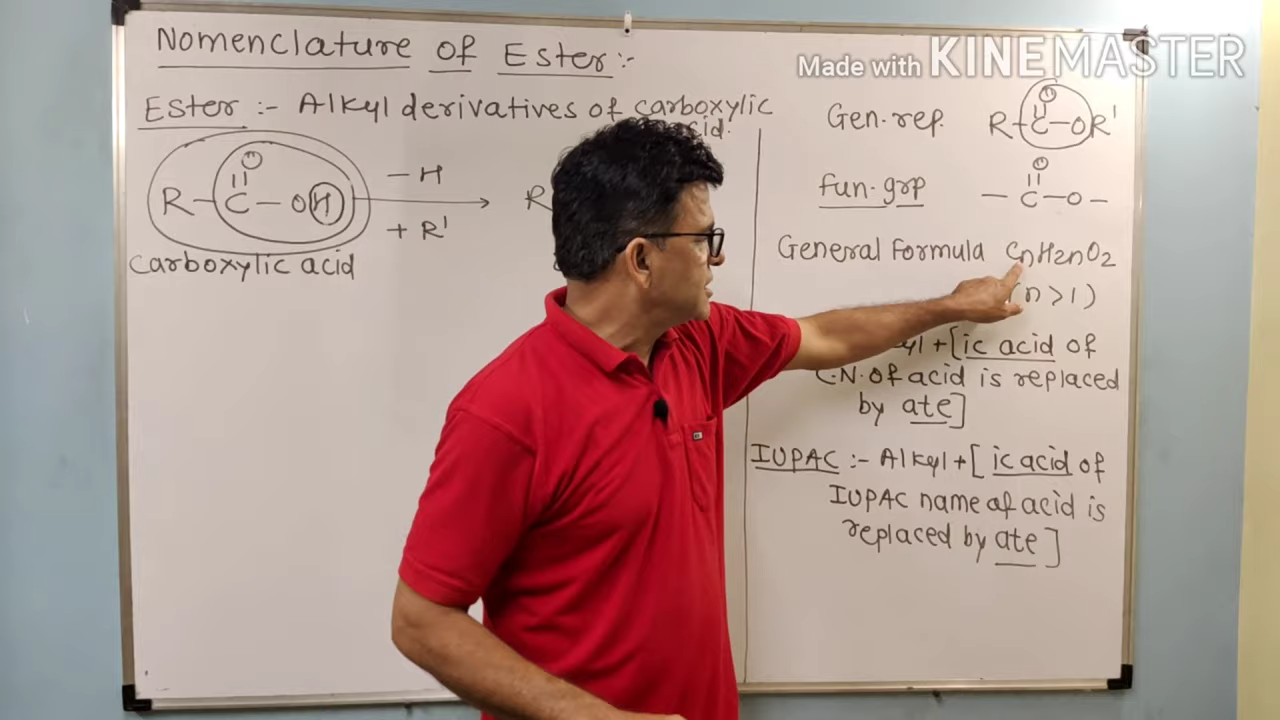 Nomenclature of Ester:-
Ester :- Alkyl derivatives of carboxylic
R-C-OH
O
- H
+ R'
R
carboxylic acid
Made with KINEMASTER
Gen. rep. R-C-OR'
O
fun. grp - C - O -
O
General Formula CnH2nO2
(n > 1)
+ [ic acid of
C.N. of acid is replaced
by ate]
IUPAC :- Alkyl + [ic acid of
IUPAC name of acid is
replaced by ate]